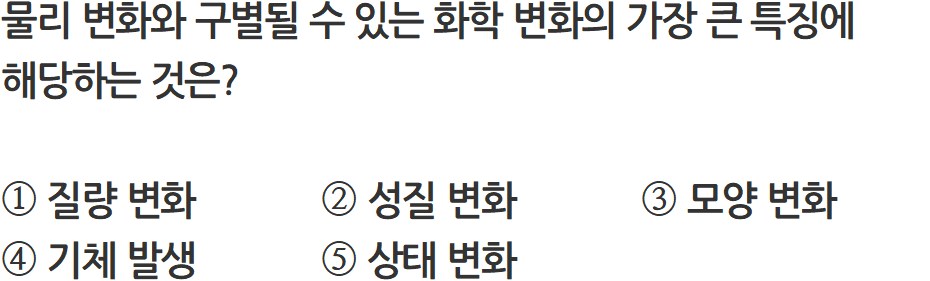 물리 변화와 구별될 수 있는 화학 변화의 가장 큰 특징에
해당하는 것은?
① 질량 변화 ② 성질 변화 ③ 모양 변화
④ 기체 발생 ⑤ 상태 변화